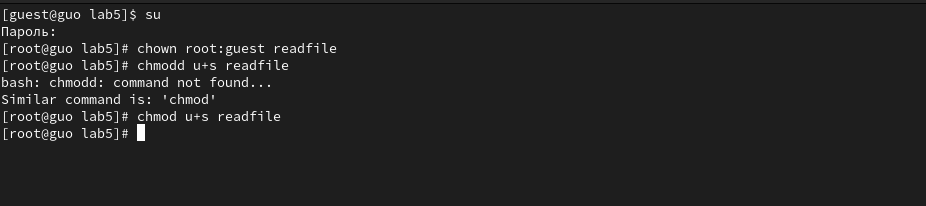 [guest@guo lab5]$ su
Пароль:
[root@guo lab5]# chown root:guest readfile
[root@guo lab5]# chmodd u+s readfile
bash: chmodd: command not found...
Similar command is: 'chmod'
[root@guo lab5]# chmod u+s readfile
[root@guo lab5]#